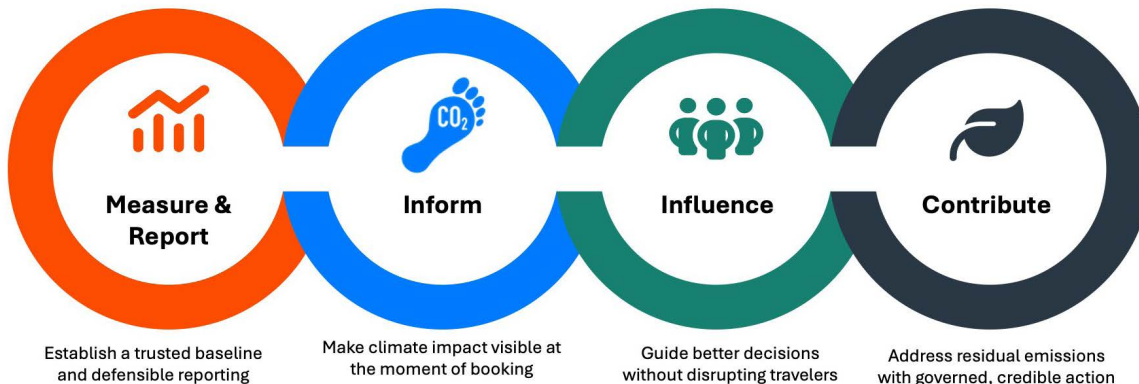 CO₂
Measure &
Report
Inform
Influence
Contribute
Establish a trusted baseline
and defensible reporting
Make climate impact visible at
the moment of booking
Guide better decisions
without disrupting travelers
Address residual emissions
with governed, credible action